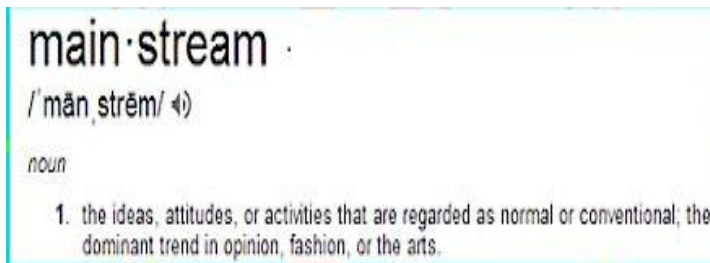 main·stream
/ˈmānˌstrēm/
noun
1. the ideas, attitudes, or activities that are regarded as normal or conventional; the
dominant trend in opinion, fashion, or the arts.